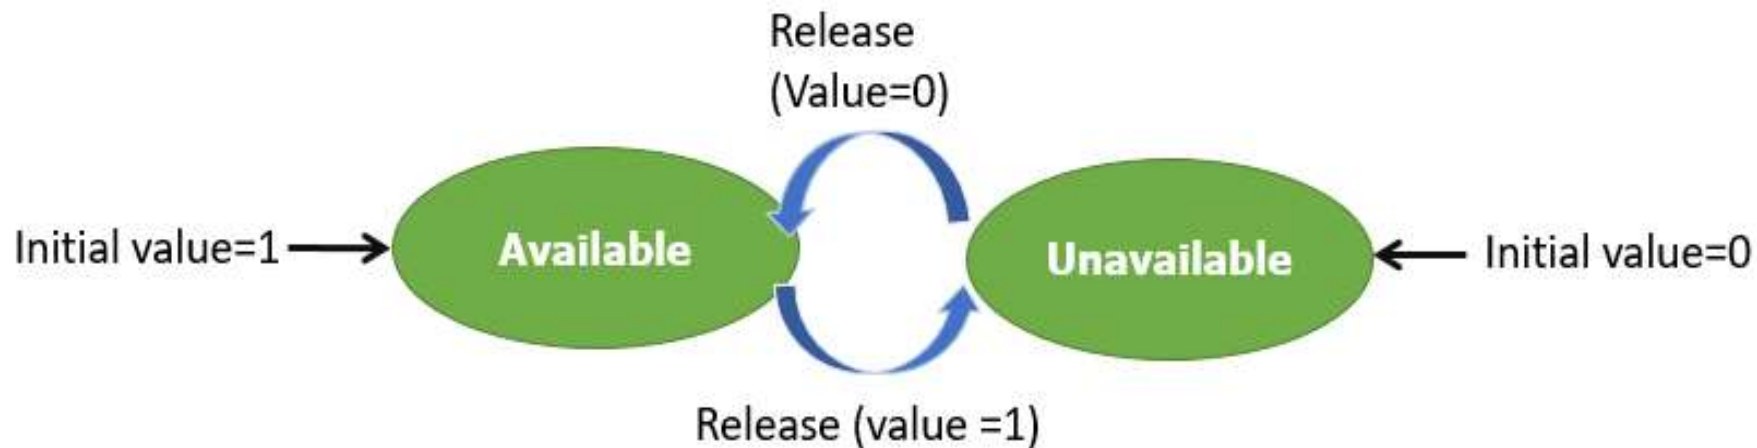 Release
(Value=0)
Initial value=1
Available
Unavailable
Initial value=0
Release (value =1)